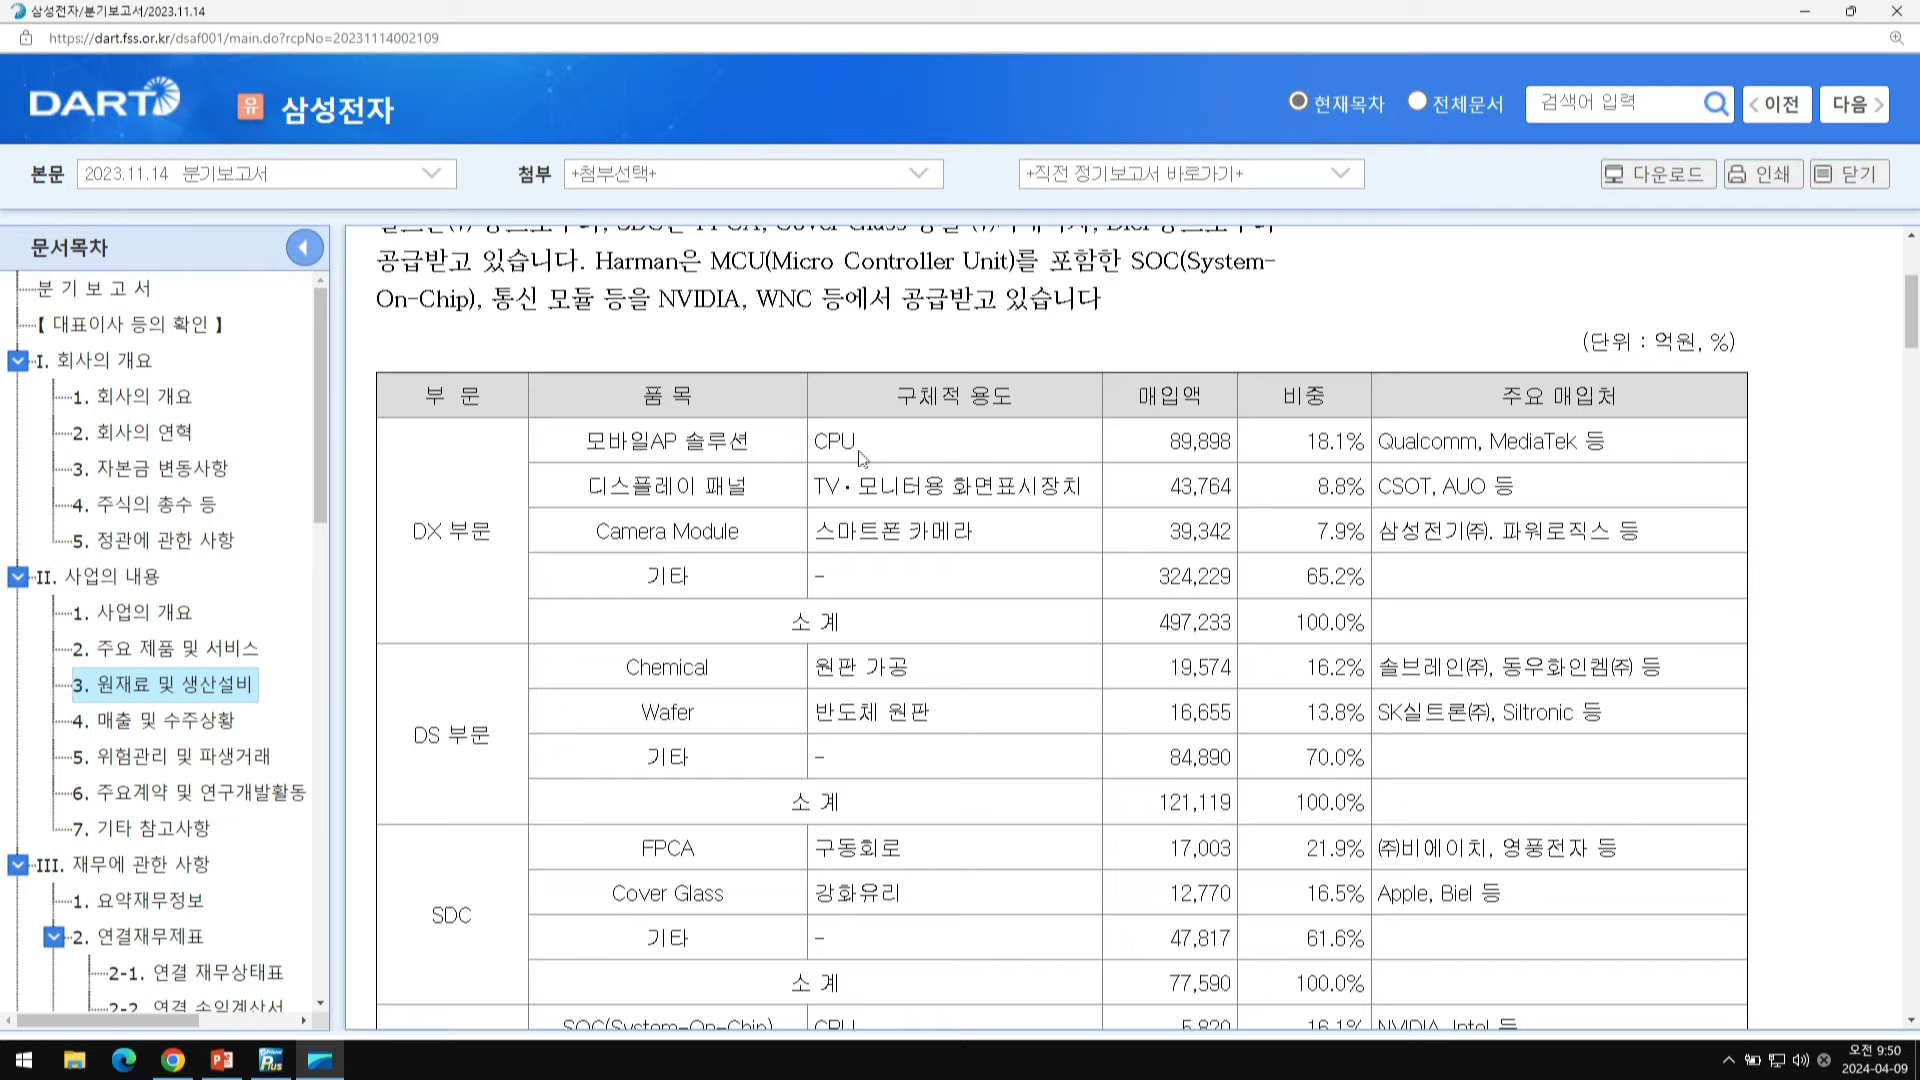 삼성전자/분기보고서/2023.11.14
https://dart.fss.or.kr/dsaf001/main.do?rcpNo=20231114002109
DART
유 삼성전자
현재목차 전체문서 검색어 입력 이전 다음
본문 2023.11.14 분기보고서 첨부 +첨부선택+ +직전 정기보고서 바로가기+ 다운로드 인쇄 닫기
문서목차
분 기 보 고 서
【 대표이사 등의 확인 】
I. 회사의 개요
1. 회사의 개요
2. 회사의 연혁
3. 자본금 변동사항
4. 주식의 총수 등
5. 정관에 관한 사항
II. 사업의 내용
1. 사업의 개요
2. 주요 제품 및 서비스
3. 원재료 및 생산설비
4. 매출 및 수주상황
5. 위험관리 및 파생거래
6. 주요계약 및 연구개발활동
7. 기타 참고사항
III. 재무에 관한 사항
1. 요약재무정보
2. 연결재무제표
2-1. 연결 재무상태표
2-2. 연결 손익계산서
공급받고 있습니다. Harman은 MCU(Micro Controller Unit)를 포함한 SOC(System-
On-Chip), 통신 모듈 등을 NVIDIA, WNC 등에서 공급받고 있습니다
(단위 : 억원, %)
부 문 품 목 구체적 용도 매입액 비중 주요 매입처
DX 부문
모바일AP 솔루션 CPU 89,898 18.1% Qualcomm, MediaTek 등
디스플레이 패널 TV·모니터용 화면표시장치 43,764 8.8% CSOT, AUO 등
Camera Module 스마트폰 카메라 39,342 7.9% 삼성전기㈜. 파워로직스 등
기타 - 324,229 65.2%
소 계 497,233 100.0%
DS 부문
Chemical 원판 가공 19,574 16.2% 솔브레인㈜, 동우화인켐㈜ 등
Wafer 반도체 원판 16,655 13.8% SK실트론㈜, Siltronic 등
기타 - 84,890 70.0%
소 계 121,119 100.0%
SDC
FPCA 구동회로 17,003 21.9% ㈜비에이치, 영풍전자 등
Cover Glass 강화유리 12,770 16.5% Apple, Biel 등
기타 - 47,817 61.6%
소 계 77,590 100.0%
SOC(System-On-Chip) CPU 5,820 16.1% NVIDIA, Intel 등
오전 9:50
2024-04-09